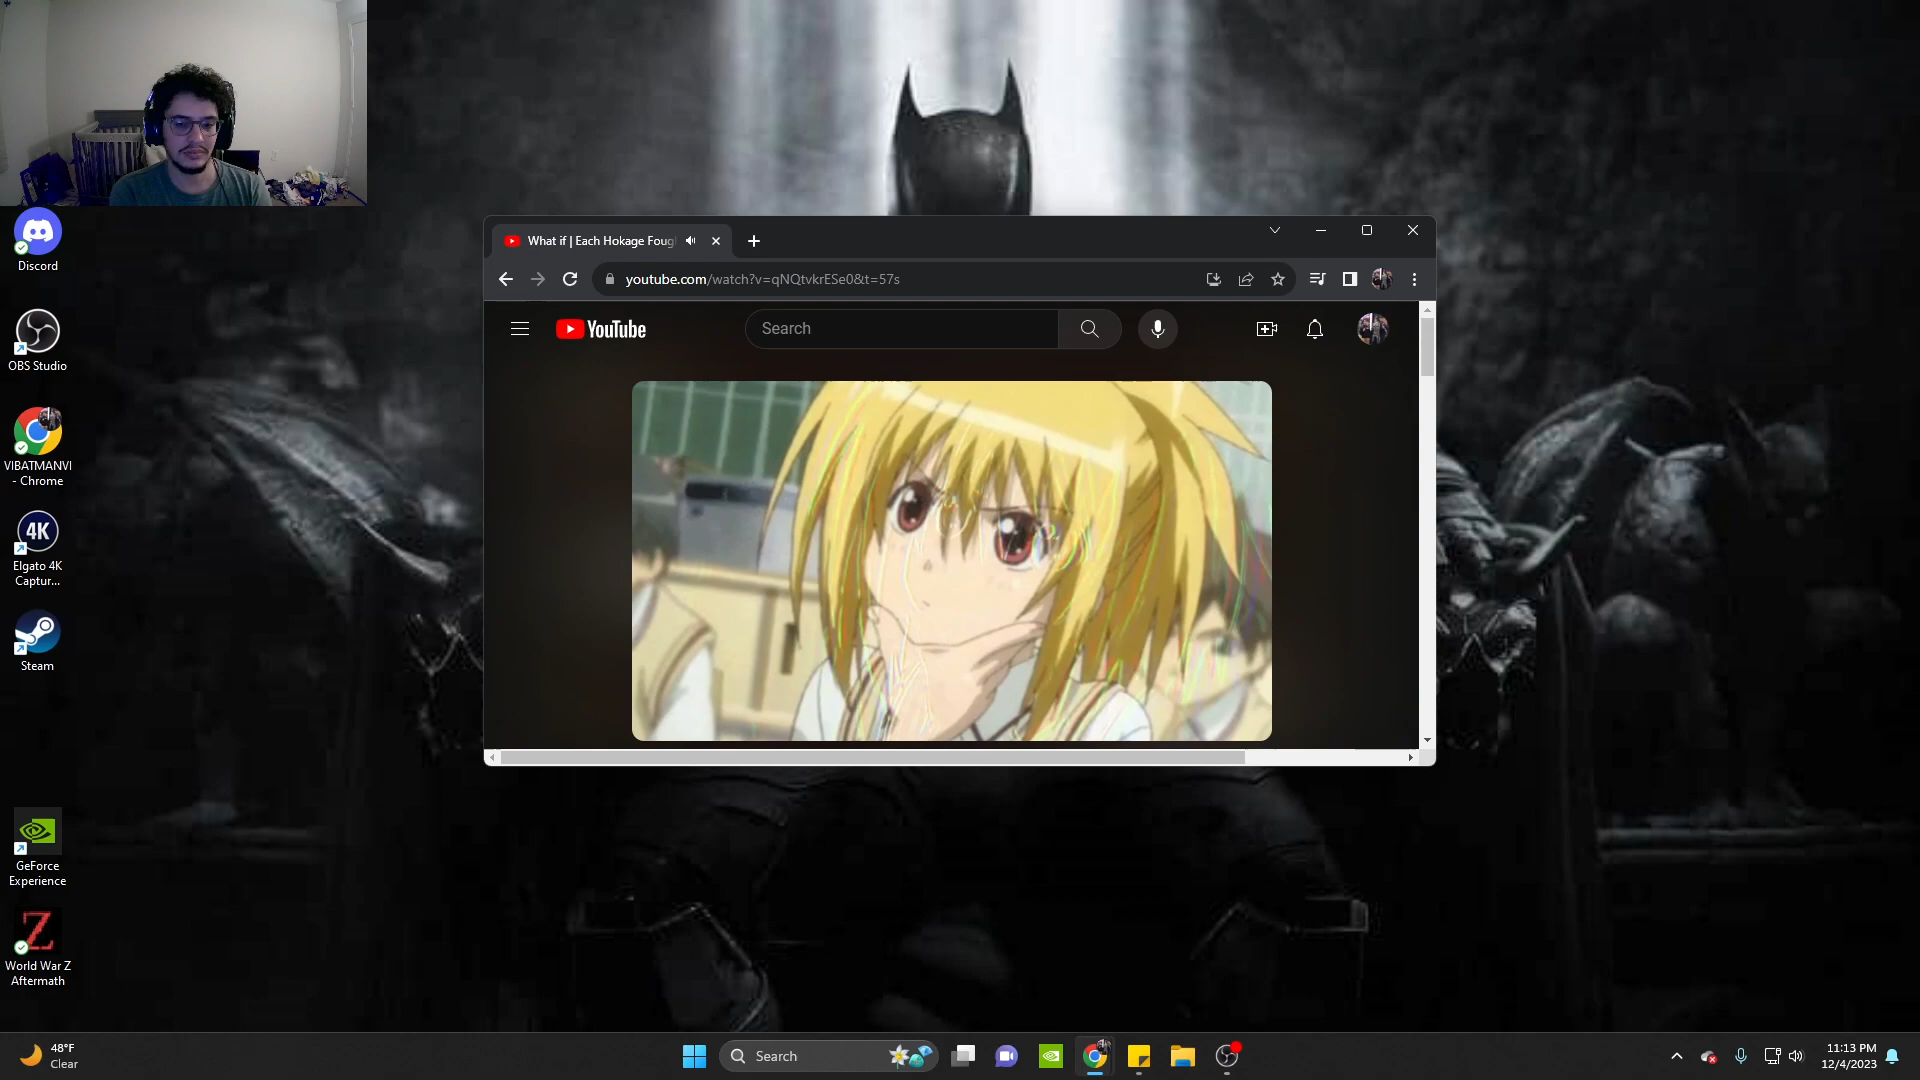 Discord
OBS Studio
VIBATMANVI
- Chrome
4K
Elgato 4K
Captur...
Steam
GeForce
Experience
Z
World War Z
Aftermath
What if | Each Hokage Foug
youtube.com/watch?v=qNQtvkrESe0&t=57s
YouTube
Search
48°F
Clear
Search
11:13 PM
12/4/2023